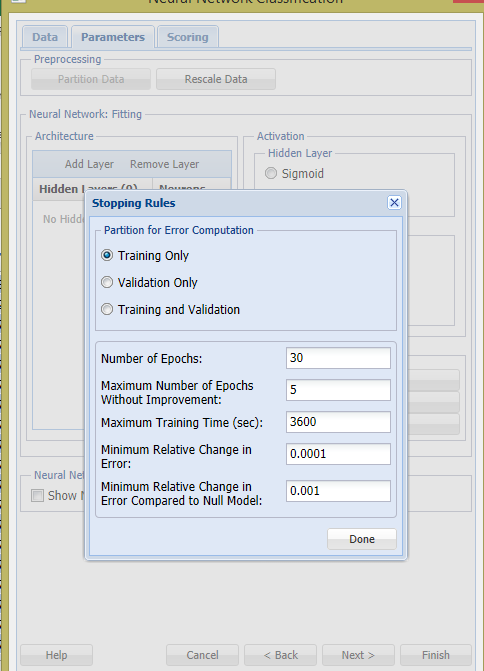 Neural Network Classification
Data Parameters Scoring
Preprocessing
Partition Data Rescale Data
Neural Network: Fitting
Architecture Activation
Add Layer Remove Layer Hidden Layer
Hidden Layers (0) Neurons Sigmoid
No Hidd
Stopping Rules
Partition for Error Computation
Training Only
Validation Only
Training and Validation
Number of Epochs: 30
Maximum Number of Epochs
Without Improvement: 5
Maximum Training Time (sec): 3600
Minimum Relative Change in
Error: 0.0001
Minimum Relative Change in
Error Compared to Null Model: 0.001
Done
Neural Net
Show N
Help Cancel < Back Next > Finish